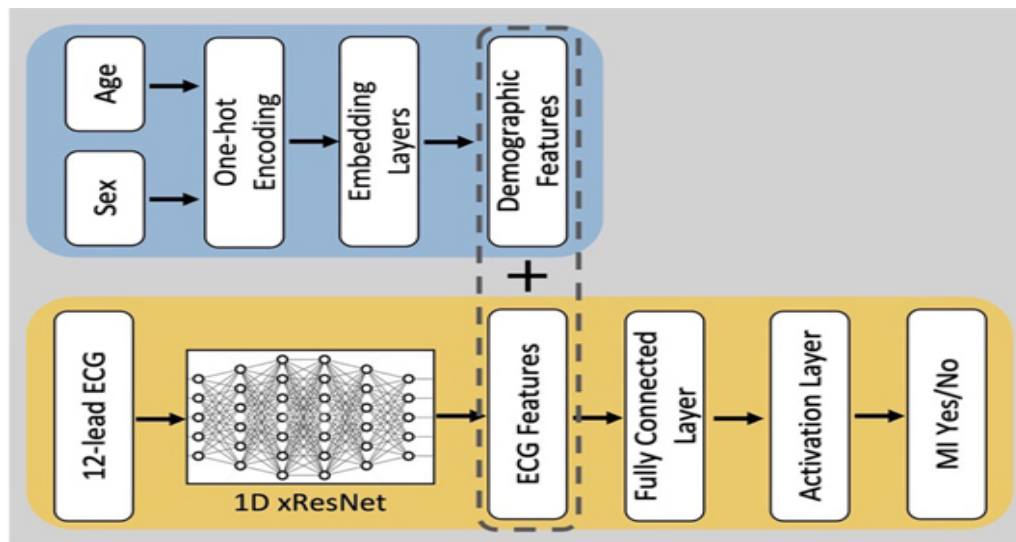 Age
Sex
One-hot
Encoding
Embedding
Layers
Demographic
Features
+
12-lead ECG
1D xResNet
ECG Features
Fully Connected
Layer
Activation Layer
MI Yes/No